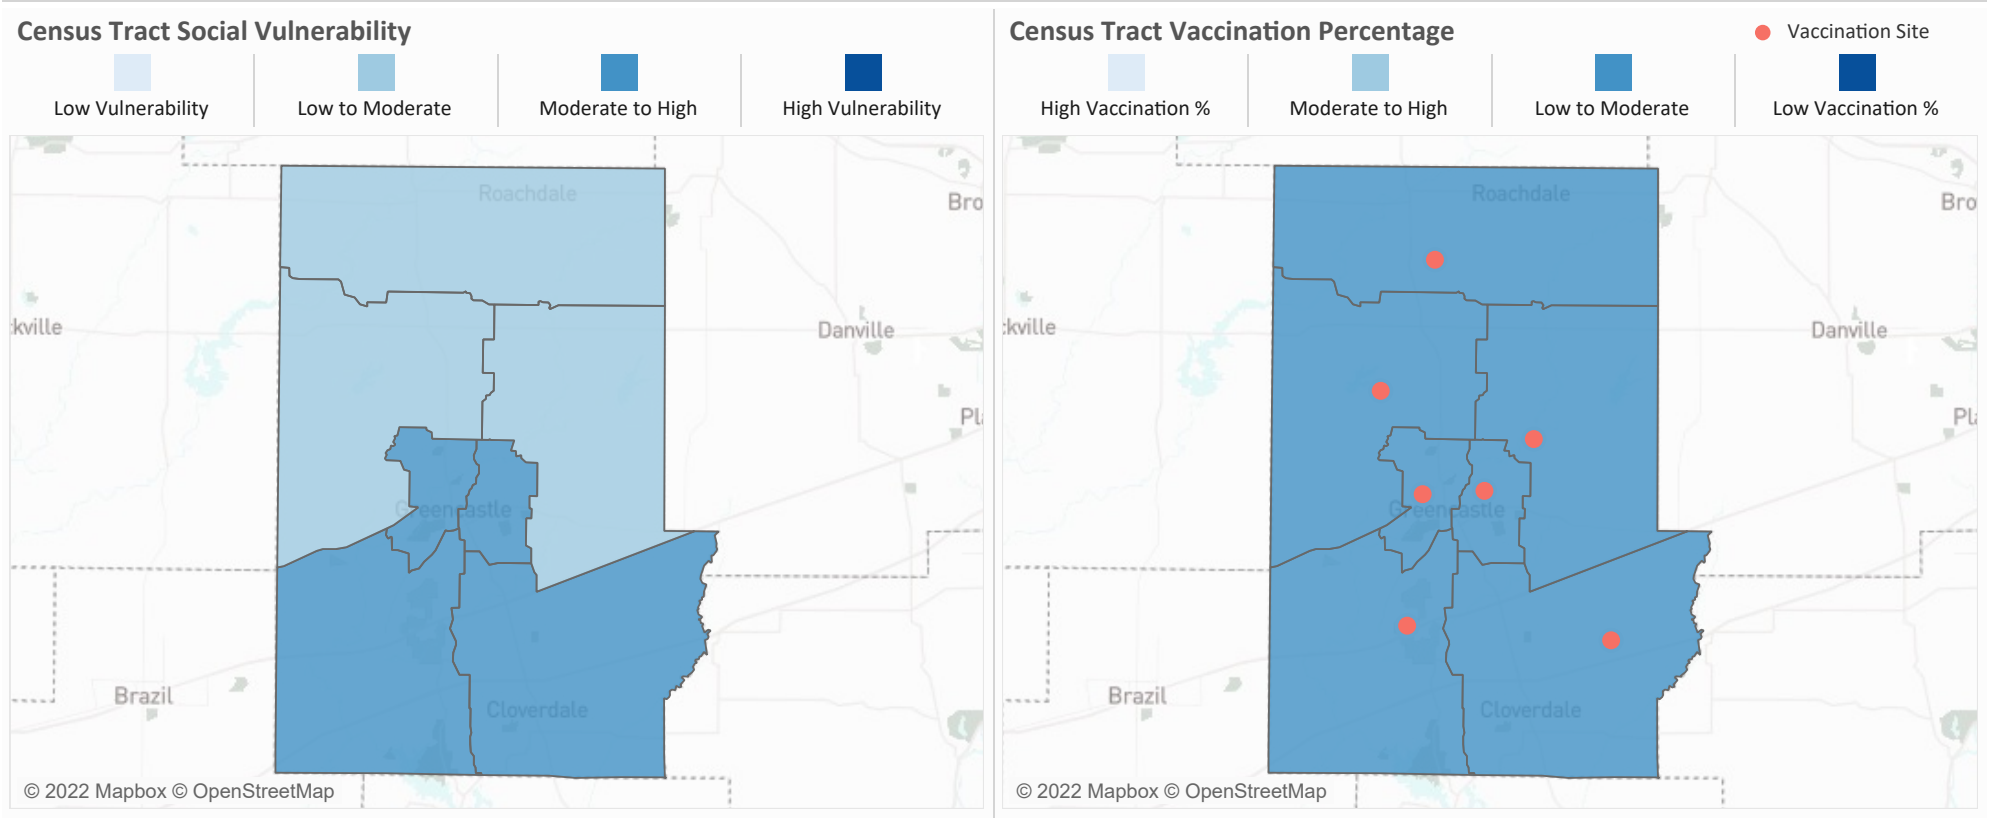 Census Tract Social Vulnerability
Low Vulnerability
Low to Moderate
Moderate to High
High Vulnerability
Roachdale
Bro
kville
Danville
Pla
Greencastle
Brazil
Cloverdale
© 2022 Mapbox © OpenStreetMap
Census Tract Vaccination Percentage
Vaccination Site
High Vaccination %
Moderate to High
Low to Moderate
Low Vaccination %
Roachdale
Bro
kville
Danville
Pla
Greencastle
Brazil
Cloverdale
© 2022 Mapbox © OpenStreetMap